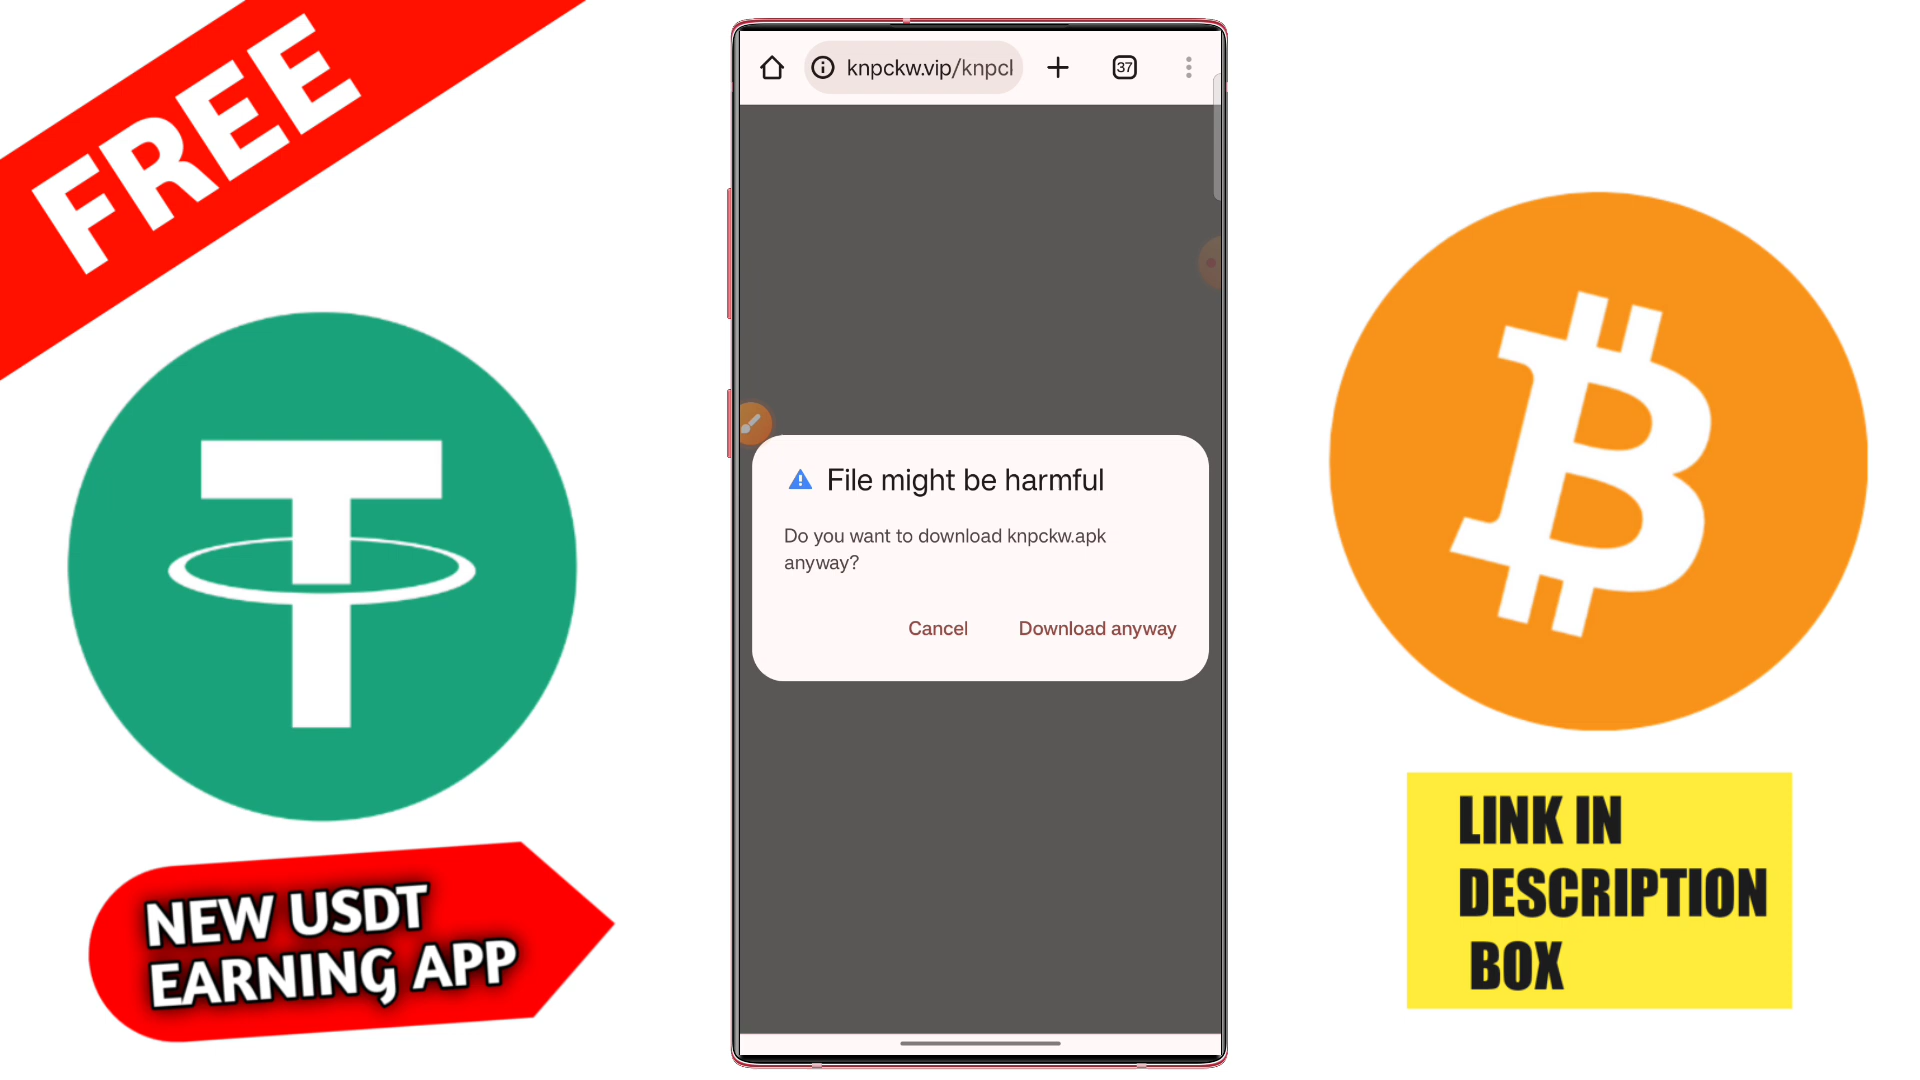 FREE
knpckw.vip/knpcl
37
File might be harmful
Do you want to download knpckw.apk
anyway?
Cancel
Download anyway
NEW USDT
EARNING APP
LINK IN
DESCRIPTION
BOX